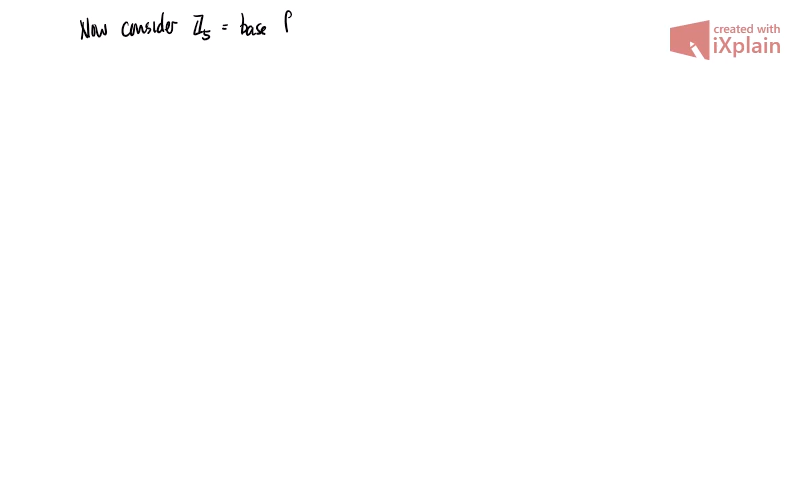 Now consider ℤ₅ = base
created with
iXplain